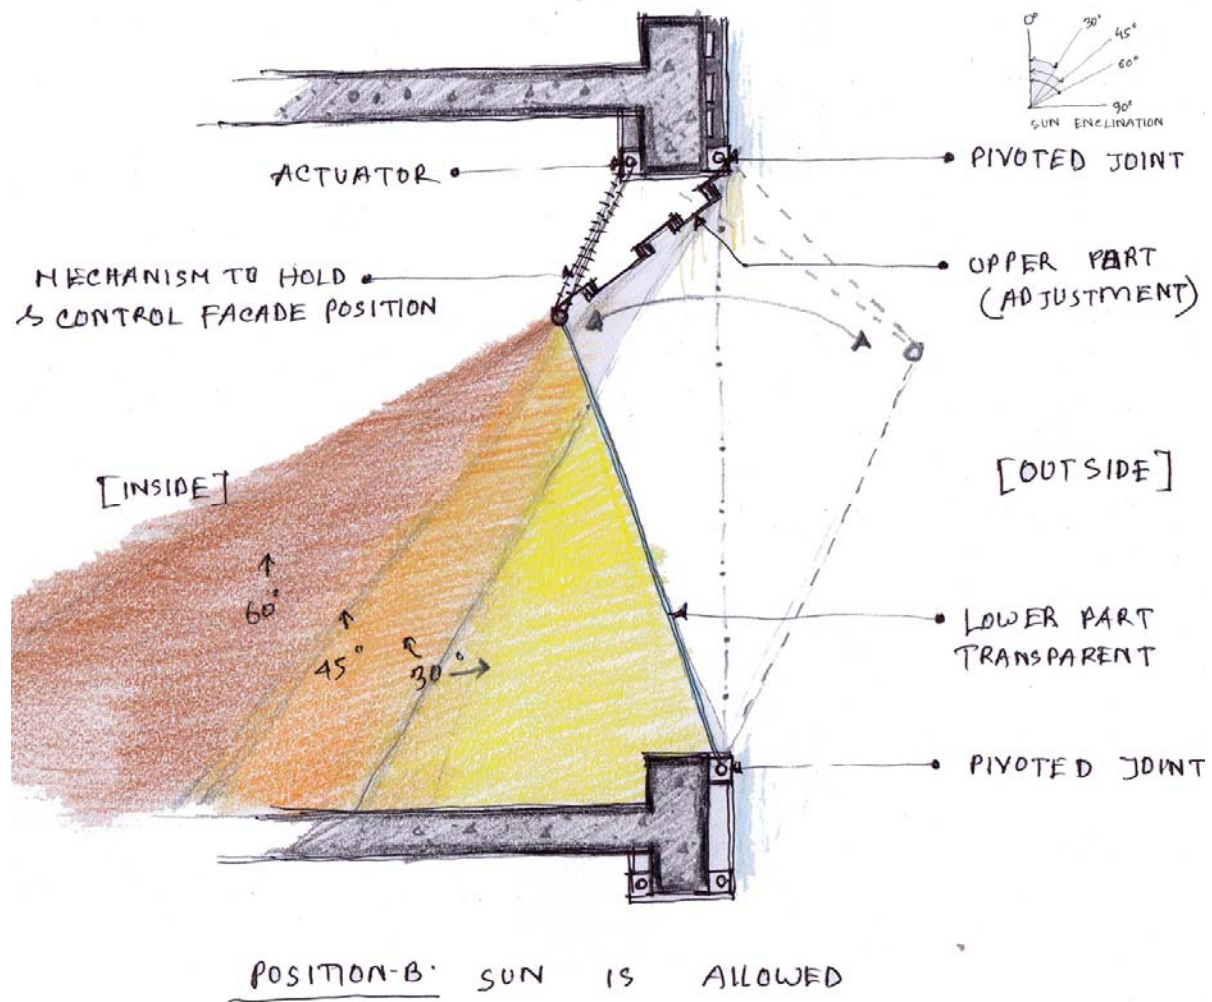 0°
30°
45°
60°
90°
SUN ENCLINATION
PIVOTED JOINT
ACTUATOR
UPPER PART
(ADJUSTMENT)
MECHANISM TO HOLD
& CONTROL FACADE POSITION
[INSIDE]
[OUTSIDE]
60°
45°
30°
LOWER PART
TRANSPARENT
PIVOTED JOINT
POSITION-B. SUN IS ALLOWED